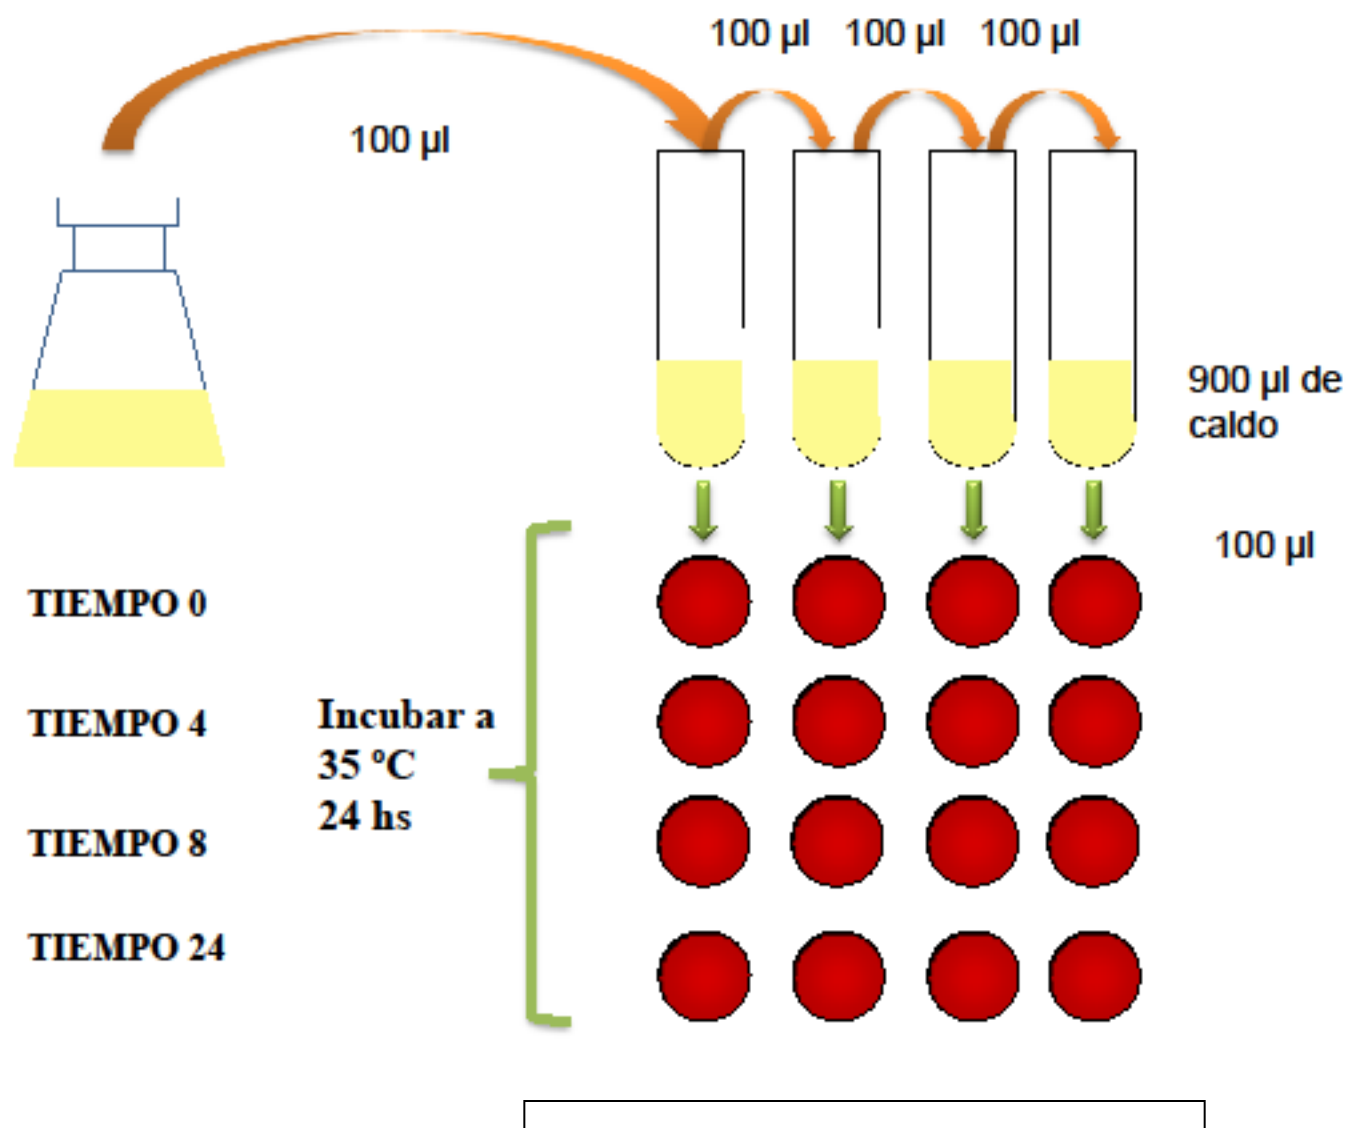 100 µl 100 µl 100 µl
100 µl
900 µl de
caldo
100 µl
TIEMPO 0
TIEMPO 4
Incubar a
35 ºC
24 hs
TIEMPO 8
TIEMPO 24